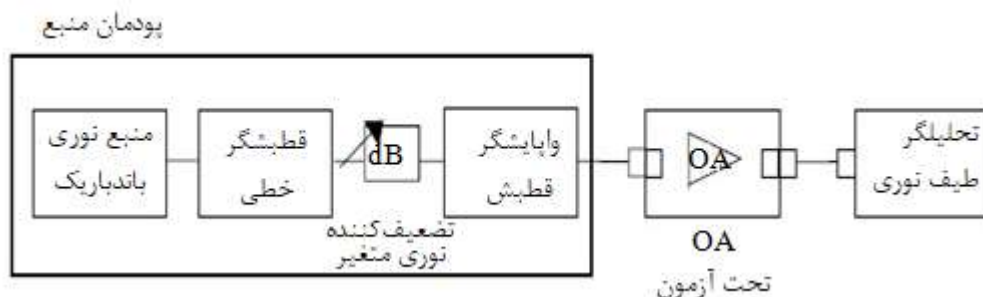 پودمان منبع
منبع نوری
باندباریک
قطبشگر
خطی
dB
تضعیف‌کننده
نوری متغیر
واپایشگر
قطبش
OA
OA
تحت آزمون
تحلیلگر
طیف نوری